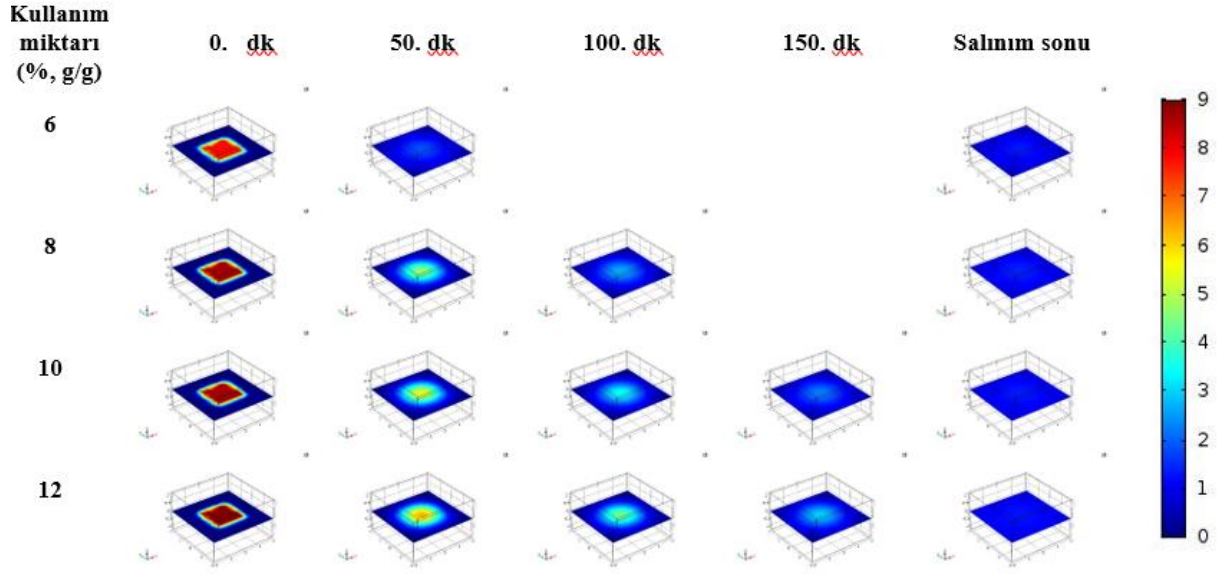 Kullanım
miktarı
(%, g/g)
0. dk
50. dk
100. dk
150. dk
Salınım sonu
6
8
10
12
9
8
7
6
5
4
3
2
1
0